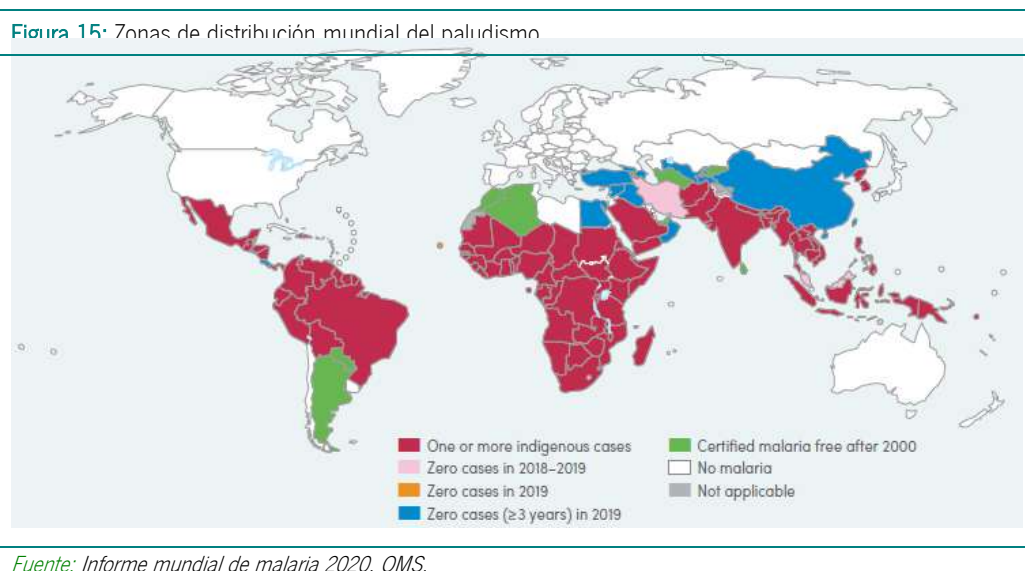 Figura 15: Zonas de distribución mundial del paludismo
One or more indigenous cases
Zero cases in 2018–2019
Zero cases in 2019
Zero cases (≥3 years) in 2019
Certified malaria free after 2000
No malaria
Not applicable
Fuente: Informe mundial de malaria 2020. OMS.